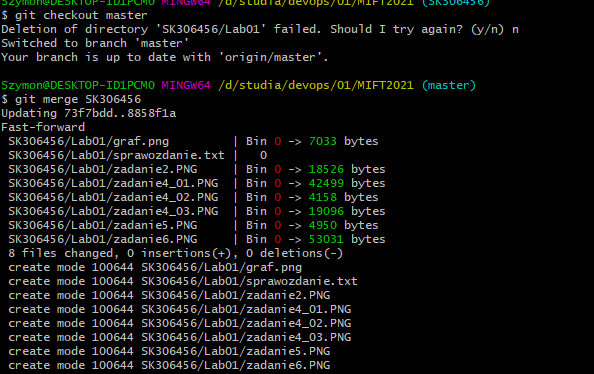 Szymon@DESKTOP-ID1PCMO MINGW64 /d/studia/devops/01/MIFT2021 (SK306456)
$ git checkout master
Deletion of directory 'SK306456/Lab01' failed. Should I try again? (y/n) n
Switched to branch 'master'
Your branch is up to date with 'origin/master'.
Szymon@DESKTOP-ID1PCMO MINGW64 /d/studia/devops/01/MIFT2021 (master)
$ git merge SK306456
Updating 73f7bdd..8858f1a
Fast-forward
SK306456/Lab01/graf.png | Bin 0 -> 7033 bytes
SK306456/Lab01/sprawozdanie.txt | 0
SK306456/Lab01/zadanie2.PNG | Bin 0 -> 18526 bytes
SK306456/Lab01/zadanie4_01.PNG | Bin 0 -> 42499 bytes
SK306456/Lab01/zadanie4_02.PNG | Bin 0 -> 4158 bytes
SK306456/Lab01/zadanie4_03.PNG | Bin 0 -> 19096 bytes
SK306456/Lab01/zadanie5.PNG | Bin 0 -> 4950 bytes
SK306456/Lab01/zadanie6.PNG | Bin 0 -> 53031 bytes
8 files changed, 0 insertions(+), 0 deletions(-)
create mode 100644 SK306456/Lab01/graf.png
create mode 100644 SK306456/Lab01/sprawozdanie.txt
create mode 100644 SK306456/Lab01/zadanie2.PNG
create mode 100644 SK306456/Lab01/zadanie4_01.PNG
create mode 100644 SK306456/Lab01/zadanie4_02.PNG
create mode 100644 SK306456/Lab01/zadanie4_03.PNG
create mode 100644 SK306456/Lab01/zadanie5.PNG
create mode 100644 SK306456/Lab01/zadanie6.PNG